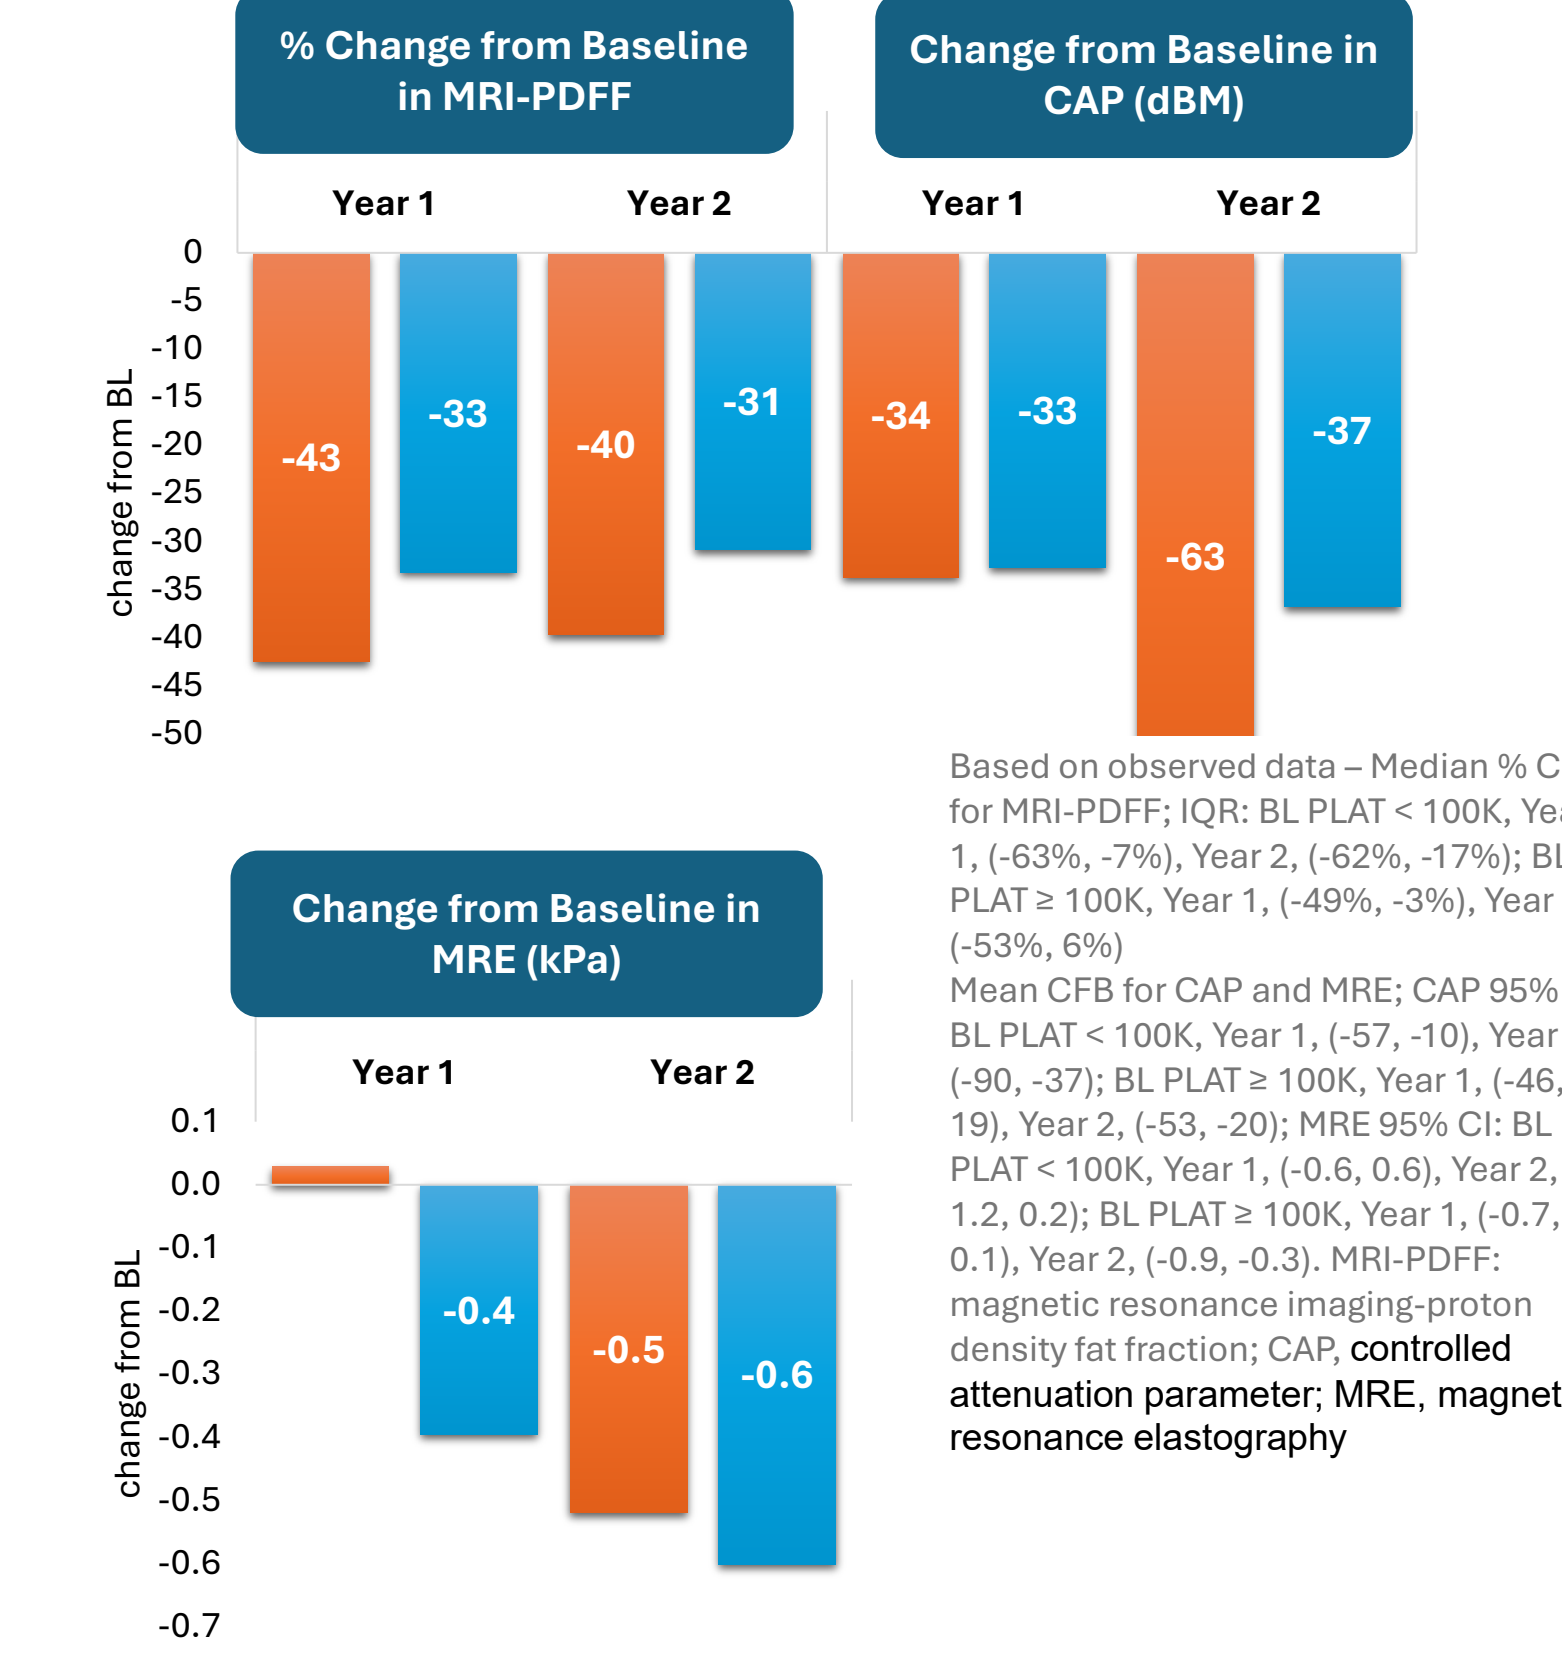 % Change from Baseline
in MRI-PDFF
Change from Baseline in
CAP (dBM)
Year 1
Year 2
Year 1
Year 2
0
-5
-10
-15
-20
-25
-30
-35
-40
-45
-50
change from BL
-43
-33
-40
-31
-34
-33
-63
-37
Based on observed data – Median % C
for MRI-PDFF; IQR: BL PLAT < 100K, Yea
1, (-63%, -7%), Year 2, (-62%, -17%); BL
PLAT ≥ 100K, Year 1, (-49%, -3%), Year
(-53%, 6%)
Mean CFB for CAP and MRE; CAP 95%
BL PLAT < 100K, Year 1, (-57, -10), Year
(-90, -37); BL PLAT ≥ 100K, Year 1, (-46,
19), Year 2, (-53, -20); MRE 95% CI: BL
PLAT < 100K, Year 1, (-0.6, 0.6), Year 2,
1.2, 0.2); BL PLAT ≥ 100K, Year 1, (-0.7,
0.1), Year 2, (-0.9, -0.3). MRI-PDFF:
magnetic resonance imaging-proton
density fat fraction; CAP, controlled
attenuation parameter; MRE, magnet
resonance elastography
Change from Baseline in
MRE (kPa)
Year 1
Year 2
0.1
0.0
-0.1
-0.2
-0.3
-0.4
-0.5
-0.6
-0.7
change from BL
-0.4
-0.5
-0.6